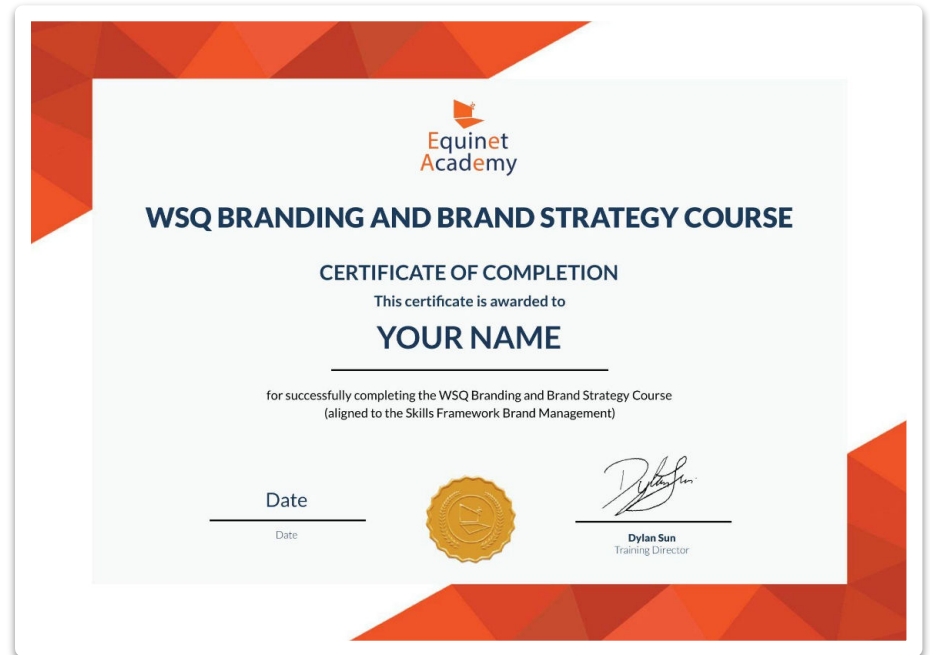 Equinet
Academy
WSQ BRANDING AND BRAND STRATEGY COURSE
CERTIFICATE OF COMPLETION
This certificate is awarded to
YOUR NAME
for successfully completing the WSQ Branding and Brand Strategy Course
(aligned to the Skills Framework Brand Management)
Date
Date
Dylan Sun
Training Director